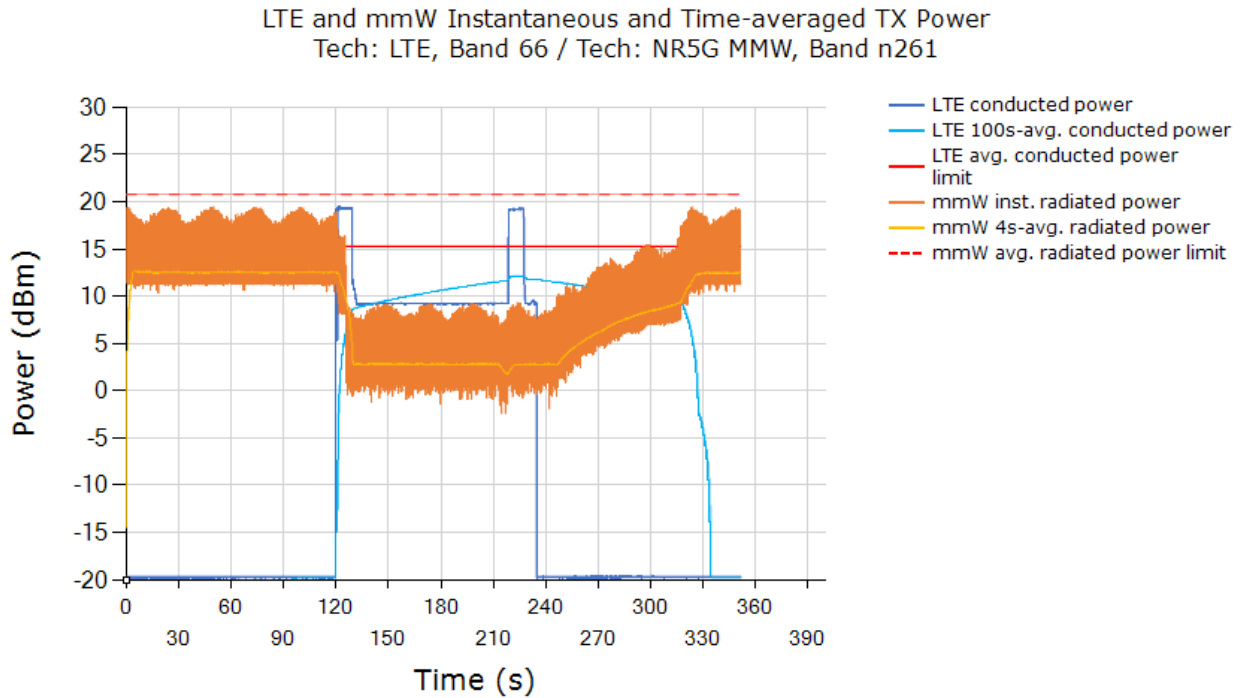 LTE and mmW Instantaneous and Time-averaged TX Power
Tech: LTE, Band 66 / Tech: NR5G MMW, Band n261
30
25
20
15
10
5
0
-5
-10
-15
-20
Power (dBm)
0 60 120 180 240 300 360
30 90 150 210 270 330 390
Time (s)
LTE conducted power
LTE 100s-avg. conducted power
LTE avg. conducted power
limit
mmW inst. radiated power
mmW 4s-avg. radiated power
mmW avg. radiated power limit